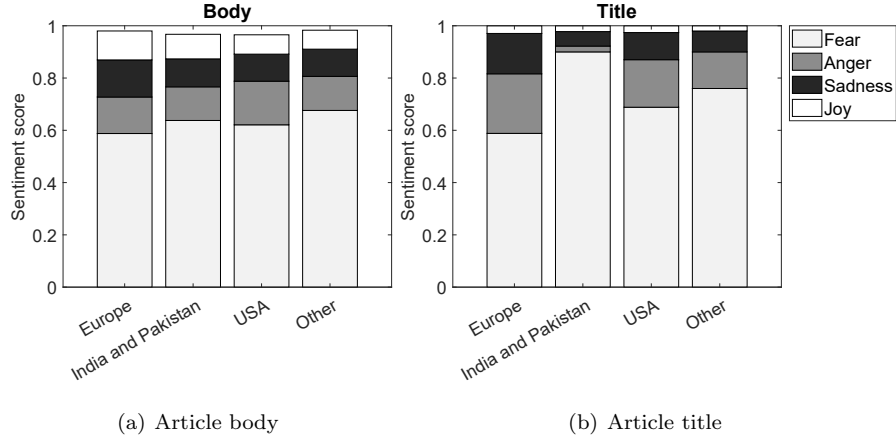 Body
1
0.8
0.6
0.4
0.2
0
Sentiment score
Europe
India and Pakistan
USA
Other
(a) Article body
Title
1
0.8
0.6
0.4
0.2
0
Sentiment score
Europe
India and Pakistan
USA
Other
(b) Article title
Fear
Anger
Sadness
Joy